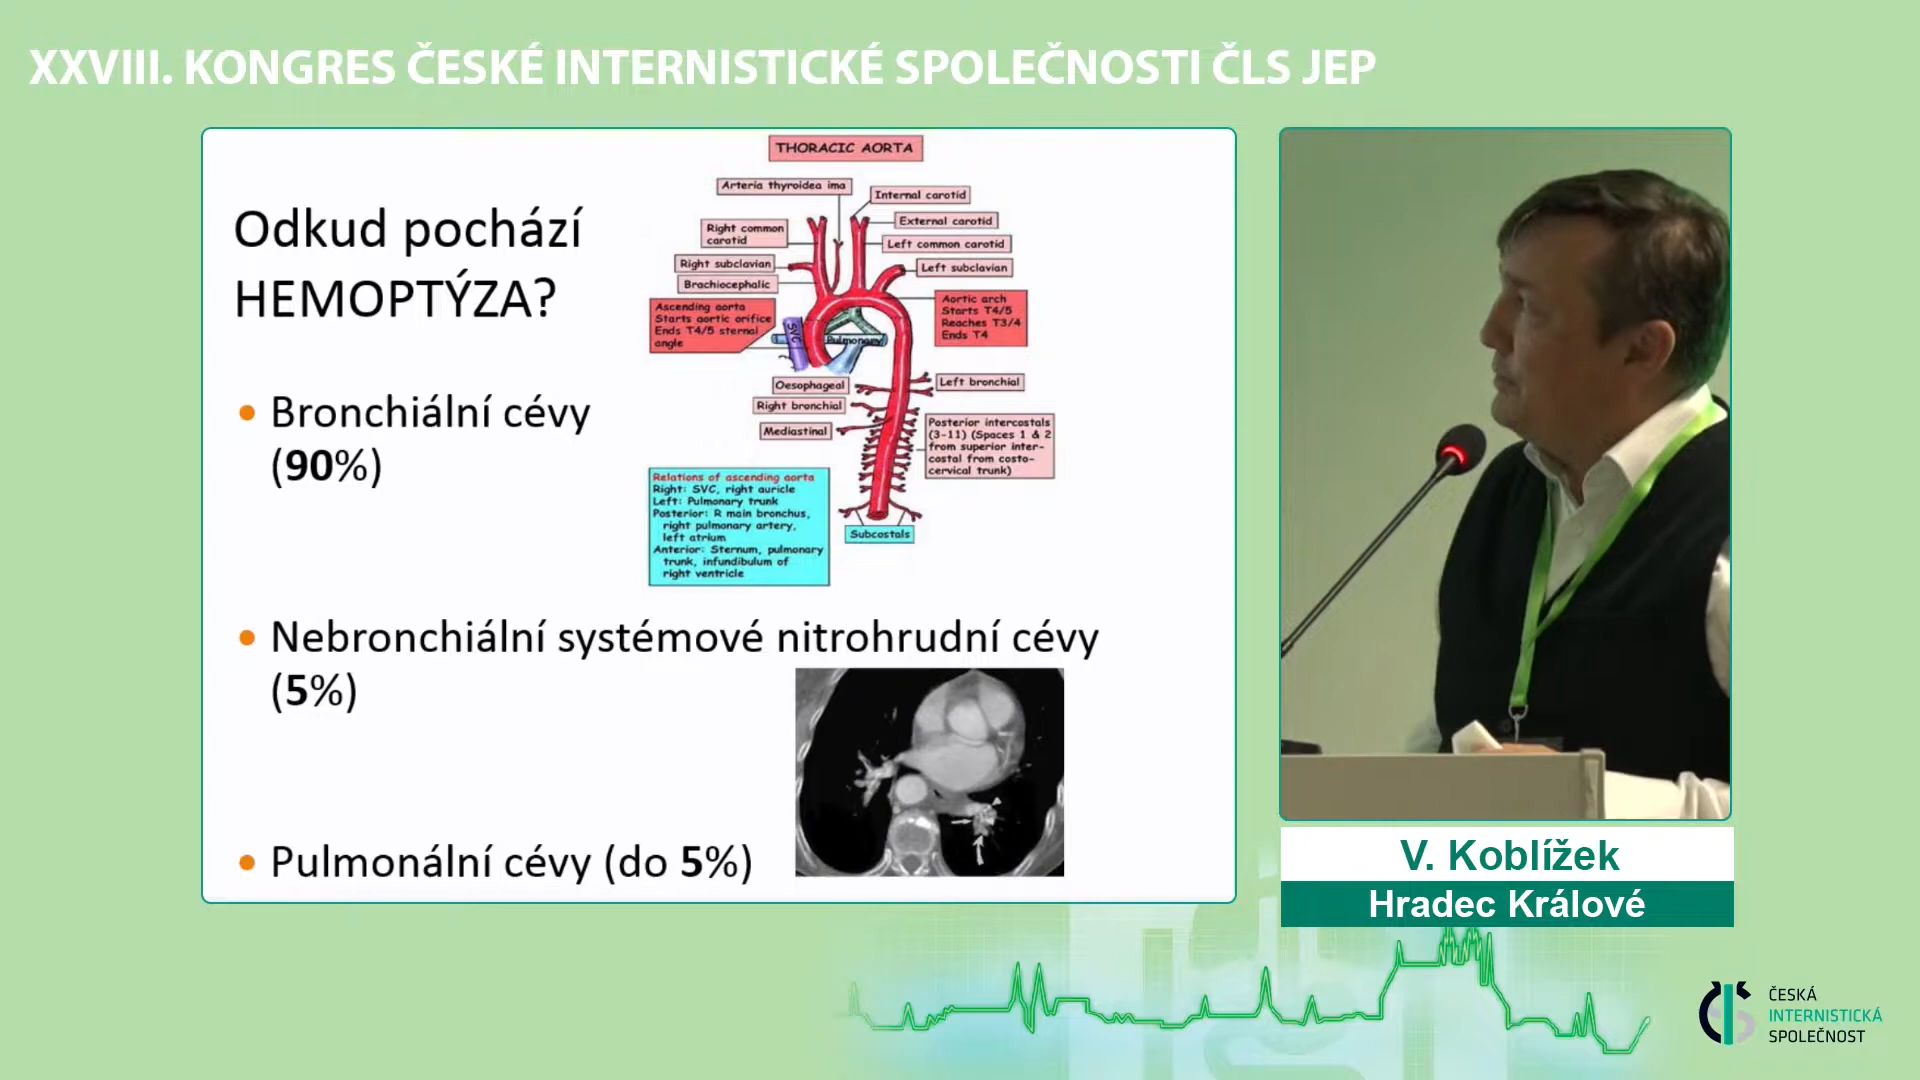 XXVIII. KONGRES ČESKÉ INTERNISTICKÉ SPOLEČNOSTI ČLS JEP
Odkud pochází
HEMOPTÝZA?
• Bronchiální cévy
(90%)
THORACIC AORTA
Arteria thyroidea ima
Internal carotid
External carotid
Right common
carotid
Left common carotid
Right subclavian
Left subclavian
Brachiocephalic
Ascending aorta
Starts aortic orifice
Ends T4/5 sternal
angle
Aortic arch
Starts T4/5
Reaches T3/4
Ends T4
SVC
Pulmonary
Oesophageal
Left bronchial
Right bronchial
Mediastinal
Posterior intercostals
(3-11) (Spaces 1 & 2
from superior inter-
costal from costo-
cervical trunk)
Relations of ascending aorta
Right: SVC, right auricle
Left: Pulmonary trunk
Posterior: R main bronchus,
right pulmonary artery,
left atrium
Anterior: Sternum, pulmonary
trunk, infundibulum of
right ventricle
Subcostals
• Nebronchiální systémové nitrohrudní cévy
(5%)
• Pulmonální cévy (do 5%)
V. Koblížek
Hradec Králové
ČESKÁ
INTERNISTICKÁ
SPOLEČNOST